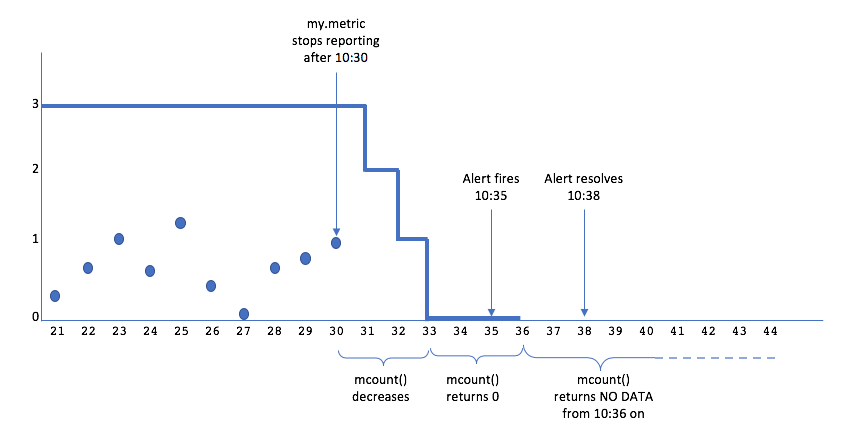 my.metric
stops reporting
after 10:30
3
2
1
0
Alert fires
10:35
Alert resolves
10:38
21 22 23 24 25 26 27 28 29 30 31 32 33 34 35 36 37 38 39 40 41 42 43 44
mcount()
decreases
mcount()
returns 0
mcount()
returns NO DATA
from 10:36 on